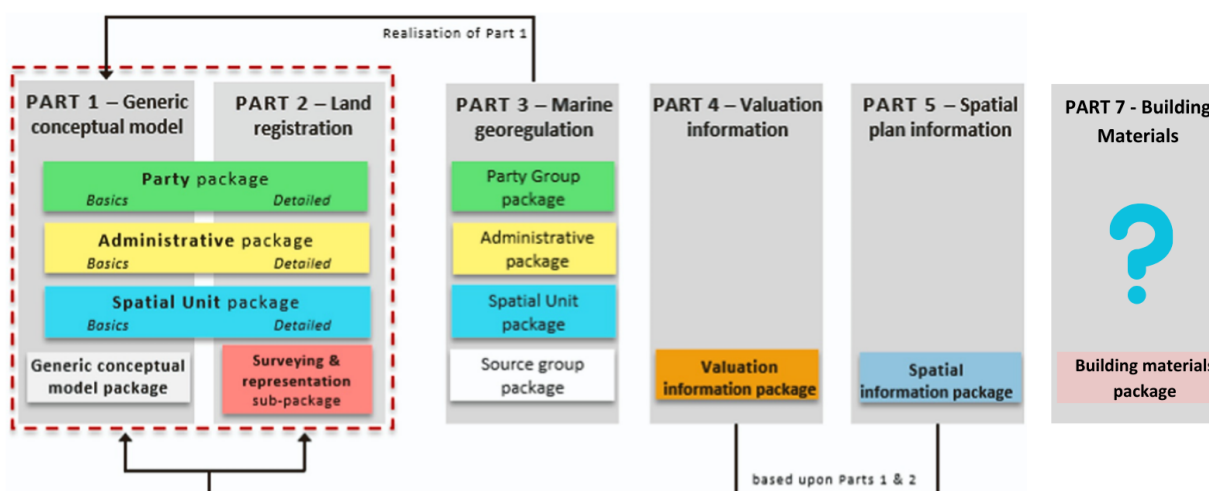 Realisation of Part 1
PART 1 – Generic
conceptual model
PART 2 – Land
registration
Party package
Basics Detailed
Administrative package
Basics Detailed
Spatial Unit package
Basics Detailed
Generic conceptual
model package
Surveying &
representation
sub-package
PART 3 – Marine
georegulation
Party Group
package
Administrative
package
Spatial Unit
package
Source group
package
PART 4 – Valuation
information
Valuation
information package
PART 5 – Spatial
plan information
Spatial
information package
PART 7 - Building
Materials
?
Building materials
package
based upon Parts 1 & 2